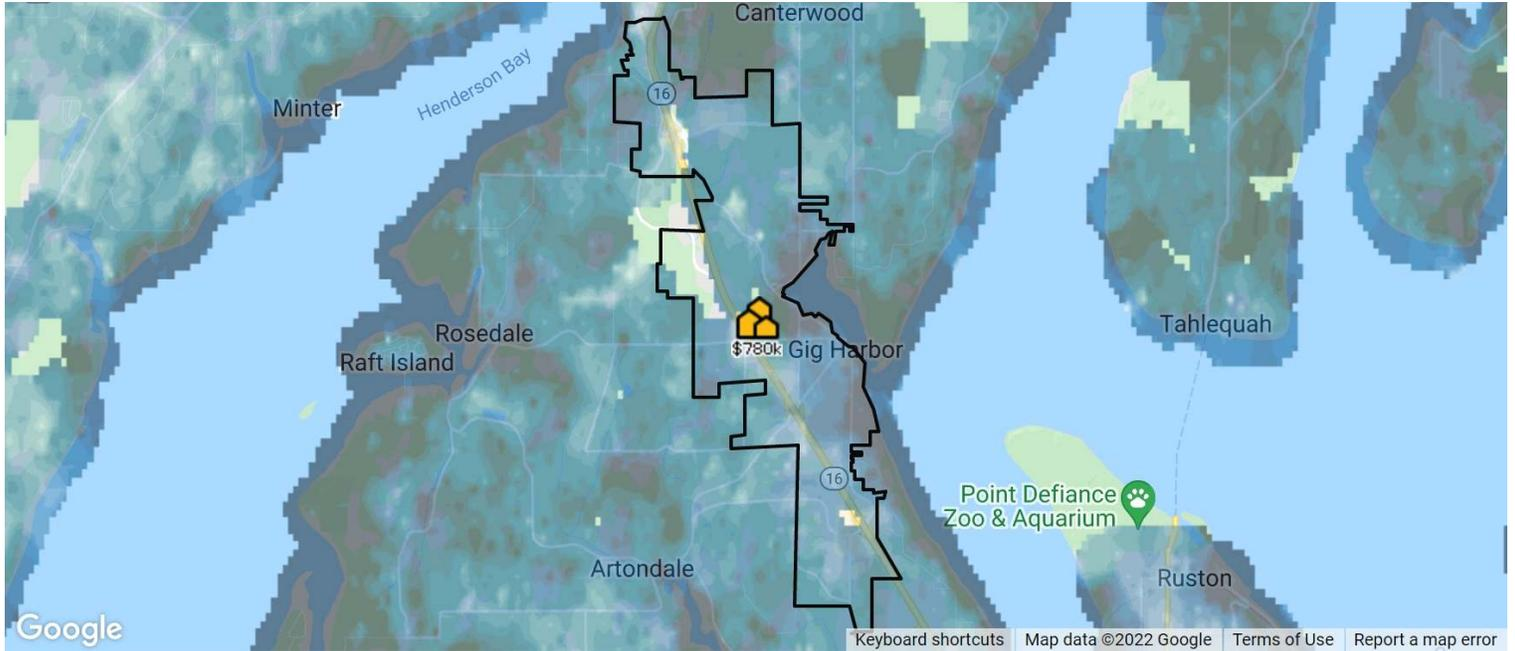 Canterwood
Minter
Henderson Bay
16
Rosedale
Raft Island
$780k
Gig Harbor
Tahlequah
16
Point Defiance
Zoo & Aquarium
Artondale
Ruston
Google
Keyboard shortcuts
Map data ©2022 Google
Terms of Use
Report a map error